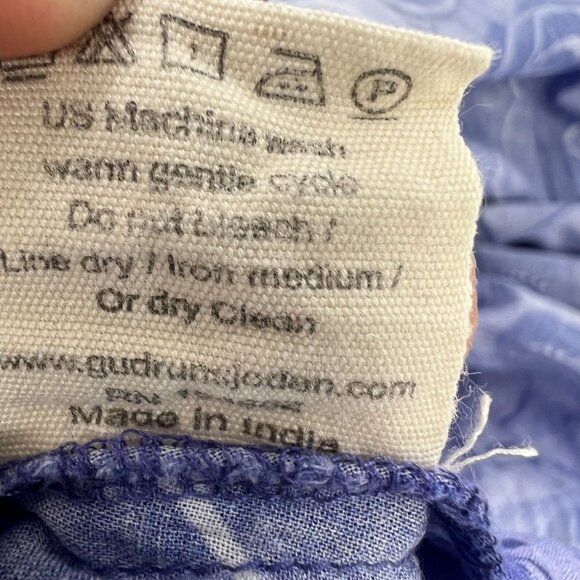 P
US Machine wash
warm gentle cycle
Do not bleach /
Line dry / Iron medium /
Or dry Clean
www.gudrunsjoden.com
RN
Made in India